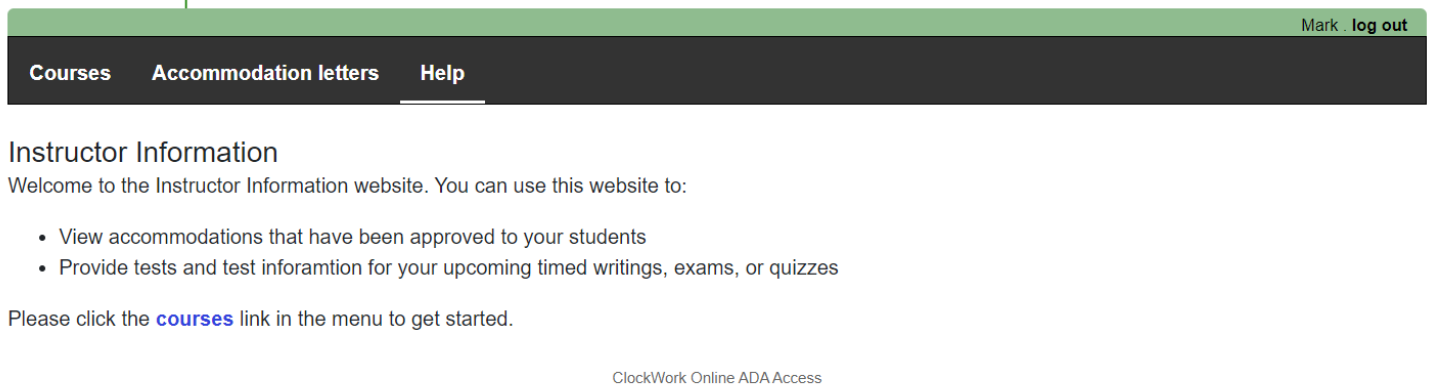 Mark . log out
Courses Accommodation letters Help
Instructor Information
Welcome to the Instructor Information website. You can use this website to:
• View accommodations that have been approved to your students
• Provide tests and test inforamtion for your upcoming timed writings, exams, or quizzes
Please click the courses link in the menu to get started.
ClockWork Online ADA Access